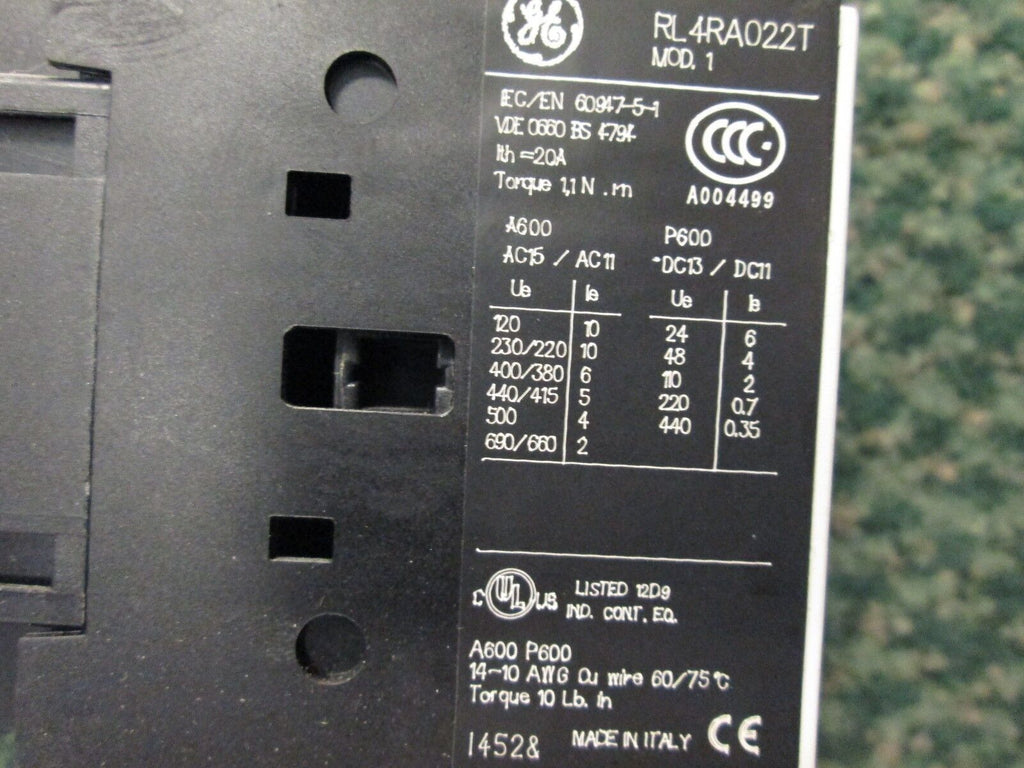 GE
RL4RA022T
MOD. 1
IEC/EN 60947-5-1
VDE 0660 BS 4794
Ith =20A
Torque 1,1 N . m
CCC
A004499
A600
AC15 / AC11
Ue Ie
120 10
230/220 10
400/380 6
440/415 5
500 4
690/660 2
P600
DC13 / DC11
Ue Ie
24 6
48 4
110 2
220 0.7
440 0.35
C UL US LISTED 12D9
IND. CONT. EQ.
A600 P600
14-10 AWG Cu wire 60/75°C
Torque 10 Lb. in
14528 MADE IN ITALY CE